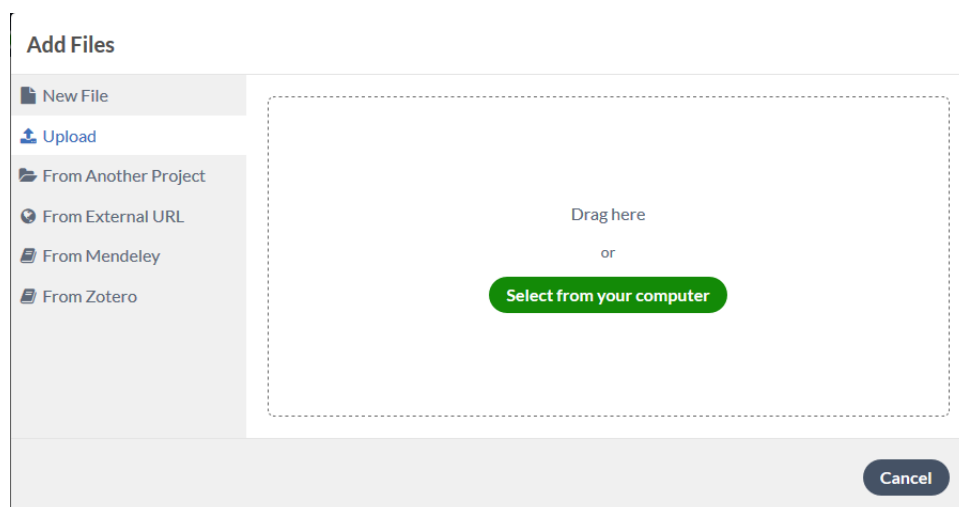 Add Files
New File
Upload
From Another Project
From External URL
From Mendeley
From Zotero
Drag here
or
Select from your computer
Cancel